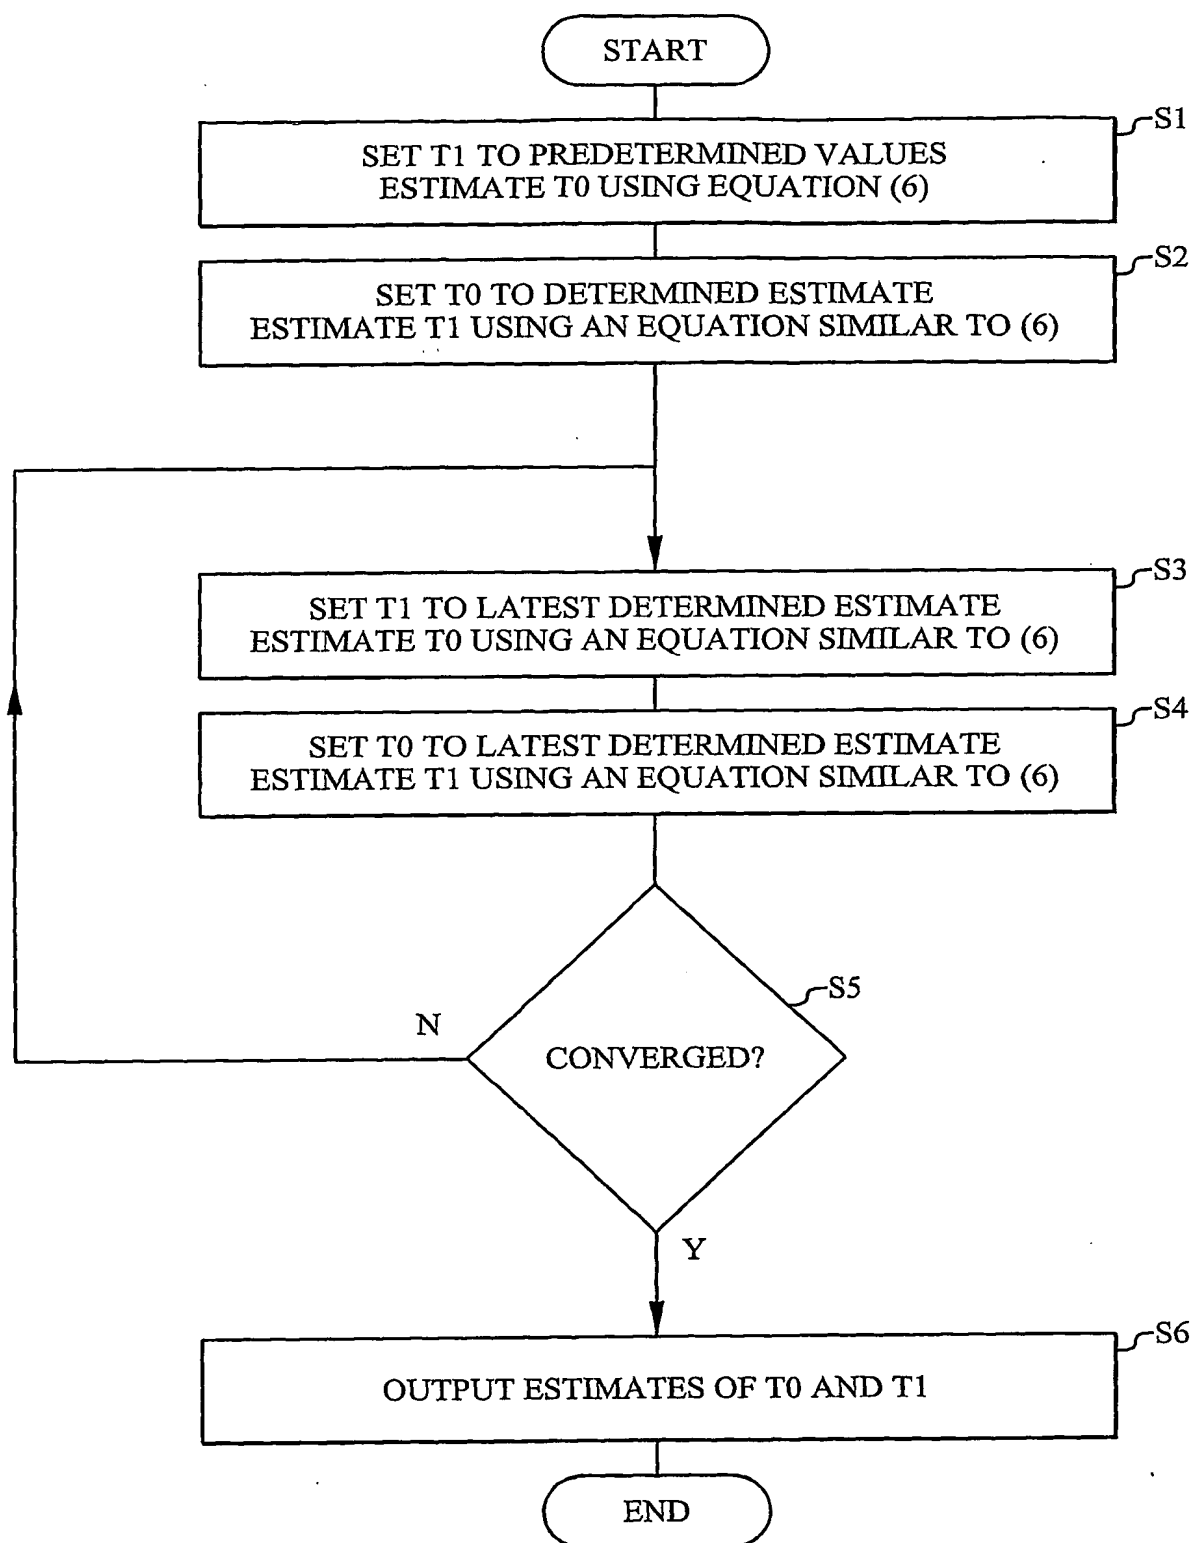 START
S1
SET T1 TO PREDETERMINED VALUES
ESTIMATE T0 USING EQUATION (6)
S2
SET T0 TO DETERMINED ESTIMATE
ESTIMATE T1 USING AN EQUATION SIMILAR TO (6)
S3
SET T1 TO LATEST DETERMINED ESTIMATE
ESTIMATE T0 USING AN EQUATION SIMILAR TO (6)
S4
SET T0 TO LATEST DETERMINED ESTIMATE
ESTIMATE T1 USING AN EQUATION SIMILAR TO (6)
S5
N
CONVERGED?
Y
S6
OUTPUT ESTIMATES OF T0 AND T1
END